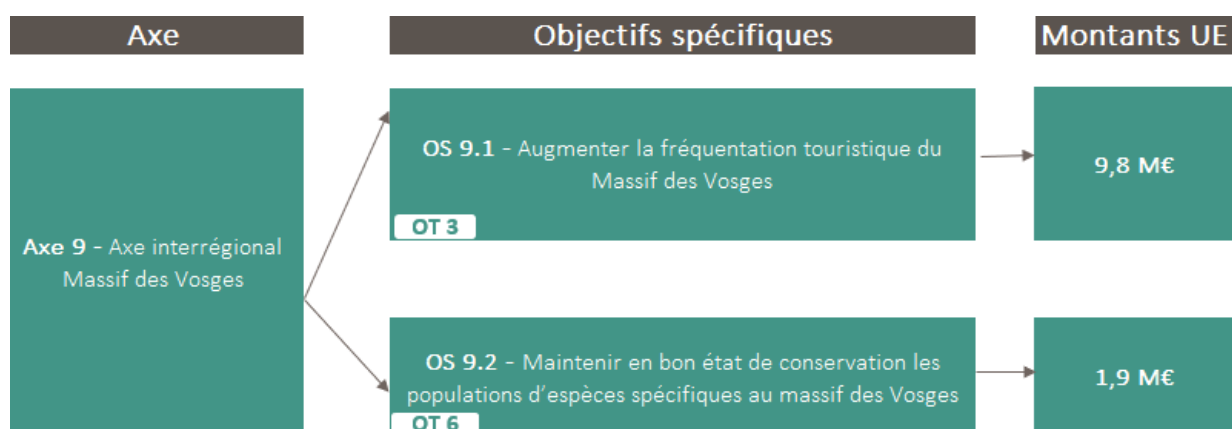 Axe
Objectifs spécifiques
Montants UE
Axe 9 - Axe interrégional
Massif des Vosges
OS 9.1 - Augmenter la fréquentation touristique du
Massif des Vosges
OT 3
9,8 M€
OS 9.2 - Maintenir en bon état de conservation les
populations d'espèces spécifiques au massif des Vosges
OT 6
1,9 M€